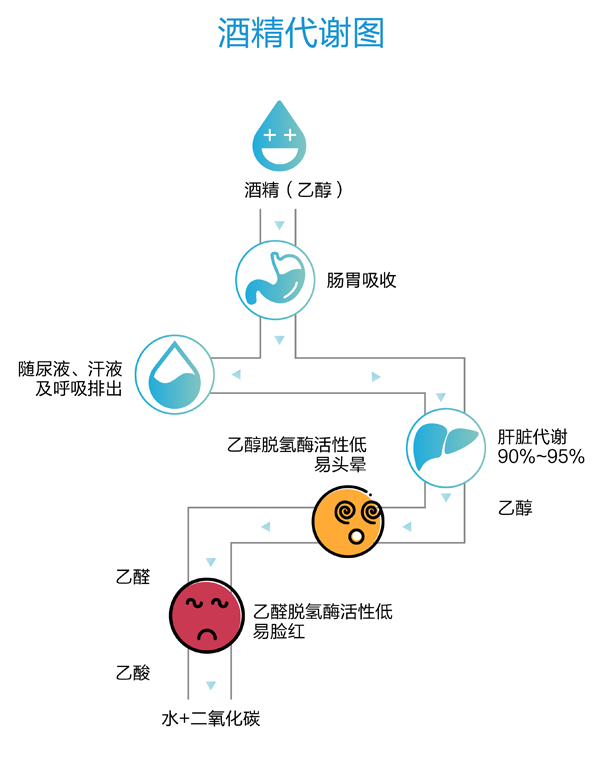 酒精代谢图
酒精（乙醇）
肠胃吸收
随尿液、汗液
及呼吸排出
肝脏代谢
90%~95%
乙醇脱氢酶活性低
易头晕
乙醇
乙醛
乙醛脱氢酶活性低
易脸红
乙酸
水+二氧化碳